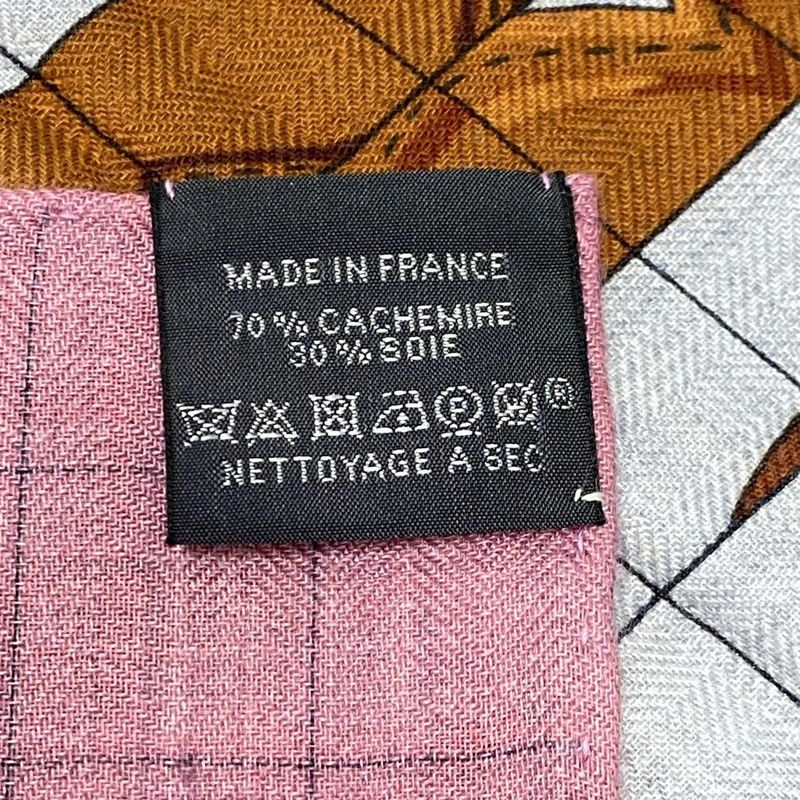 MADE IN FRANCE
70 % CACHEMIRE
30 % SOIE
P W ®
NETTOYAGE A SEC